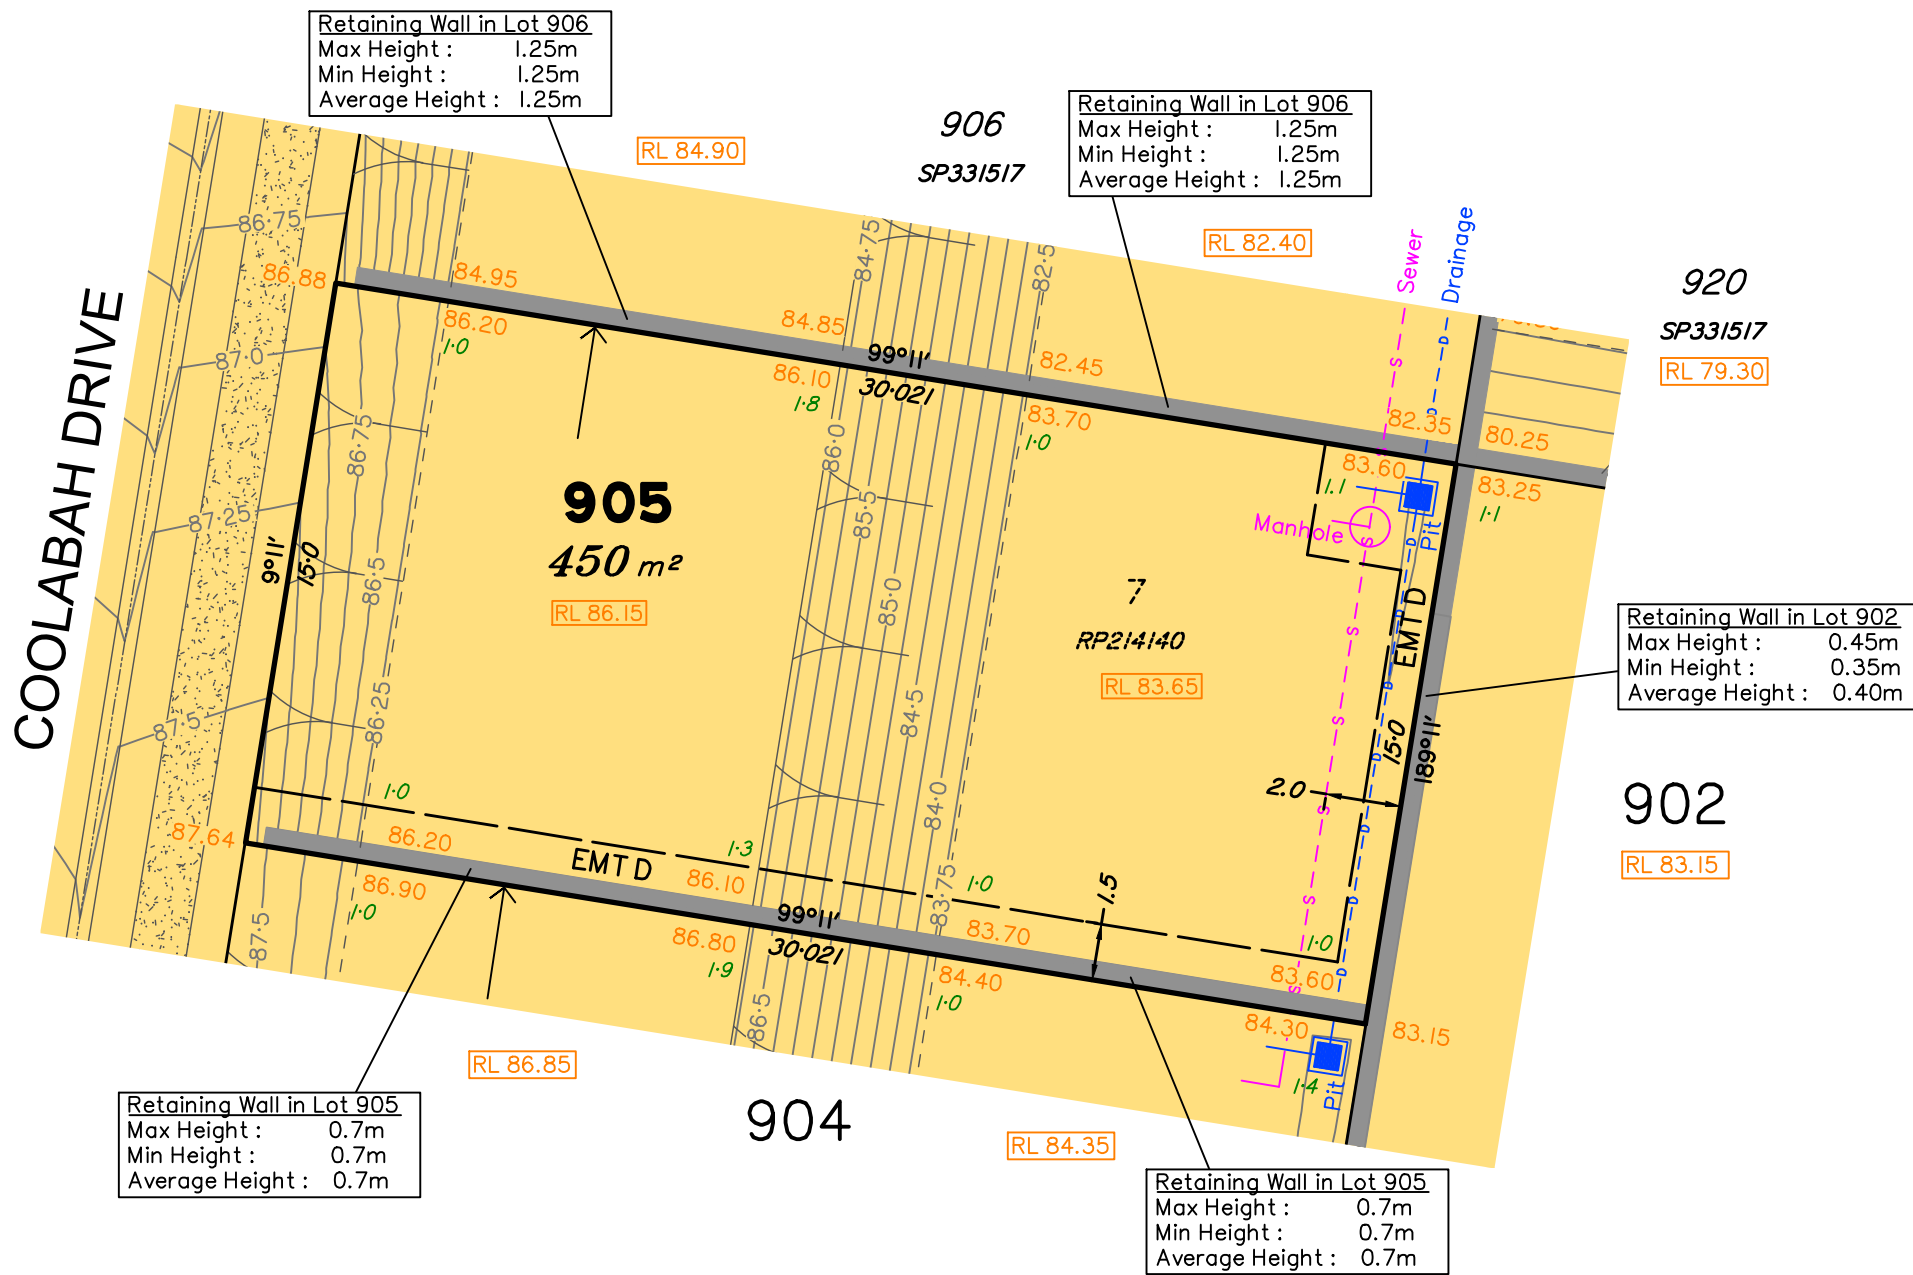 Retaining Wall in Lot 906
Max Height : 1.25m
Min Height : 1.25m
Average Height : 1.25m
Retaining Wall in Lot 906
Max Height : 1.25m
Min Height : 1.25m
Average Height : 1.25m
906
SP331517
RL 84.90
RL 82.40
Sewer
Drainage
920
SP331517
RL 79.30
COOLABAH DRIVE
86·75
87·0
87·25
87·5
86.88
84.95
86.20
1·0
84·75
82·5
84.85
99°11'
30·021
86.10
1·8
82.45
83.70
1·0
82.35
80.25
83.60
1.1
83.25
1·1
S
D
Manhole
Pit
86·75
86·5
86·25
9°11'
15·0
905
450 m²
RL 86.15
86·0
85·5
85·0
84·5
84·0
83·75
7
RP214140
RL 83.65
EMT D
15·0
189°11'
2.0
Retaining Wall in Lot 902
Max Height : 0.45m
Min Height : 0.35m
Average Height : 0.40m
902
RL 83.15
87.64
1·0
86.20
EMT D
1·3
86.10
1·0
1.5
83.70
1·0
83.60
86.90
1·0
99°11'
30·021
86.80
1·9
84.40
1·0
84.30
83.15
1·4
Pit
87·5
86·5
RL 86.85
904
RL 84.35
Retaining Wall in Lot 905
Max Height : 0.7m
Min Height : 0.7m
Average Height : 0.7m
Retaining Wall in Lot 905
Max Height : 0.7m
Min Height : 0.7m
Average Height : 0.7m